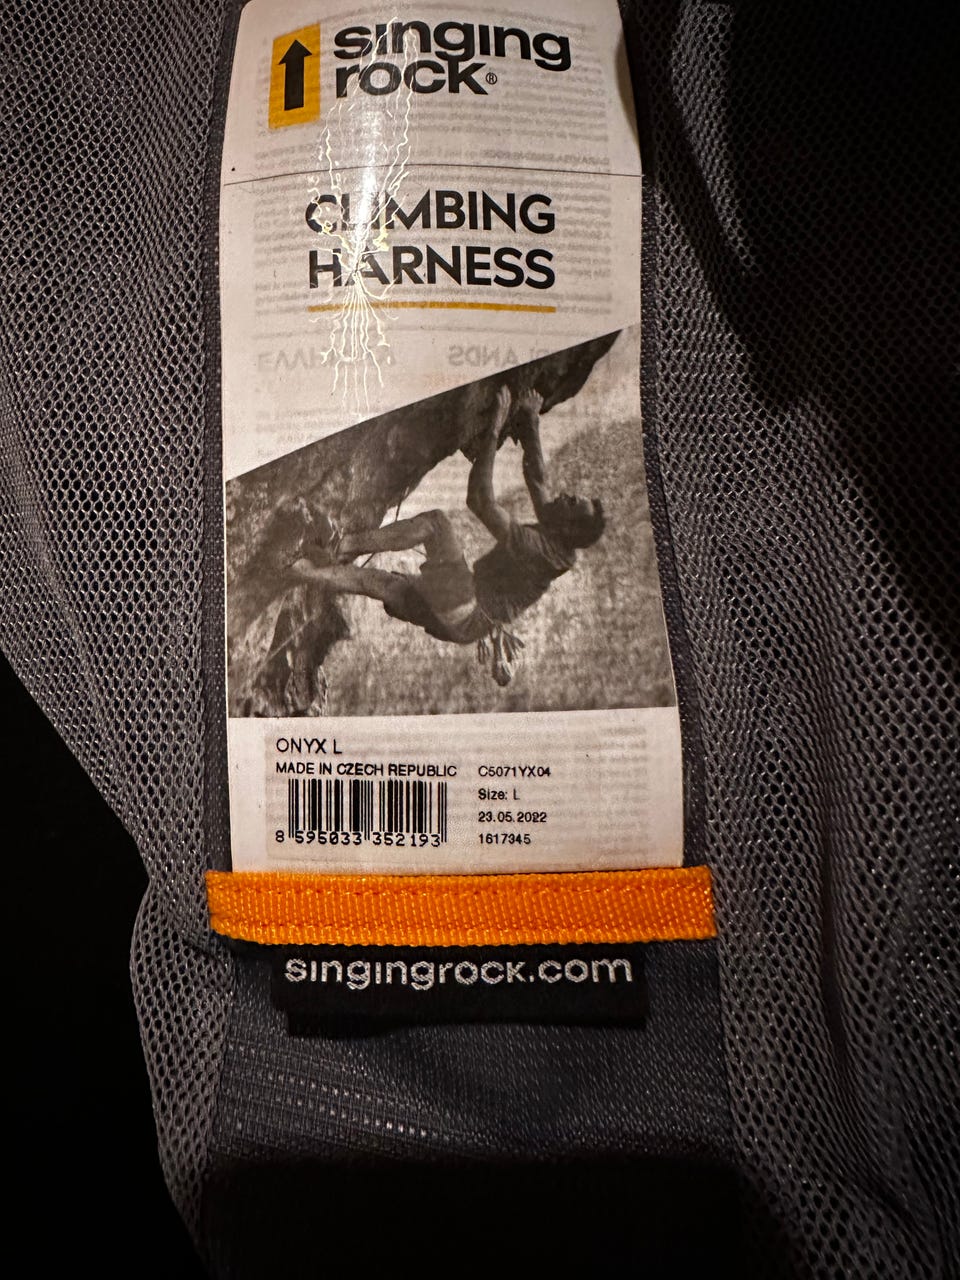 singing
rock®
CLIMBING
HARNESS
ONYX L
MADE IN CZECH REPUBLIC
C5071YX04
Size: L
23.05.2022
8 595033 352193
1617345
singingrock.com